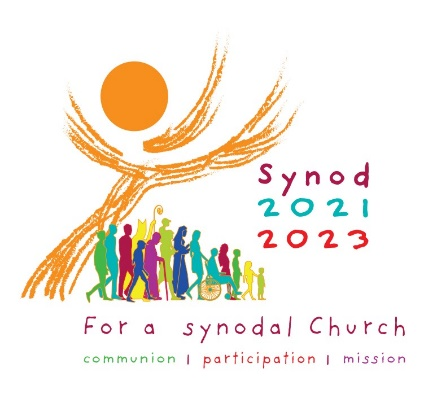 Synod
2021
2023
For a synodal Church
communion | participation | mission